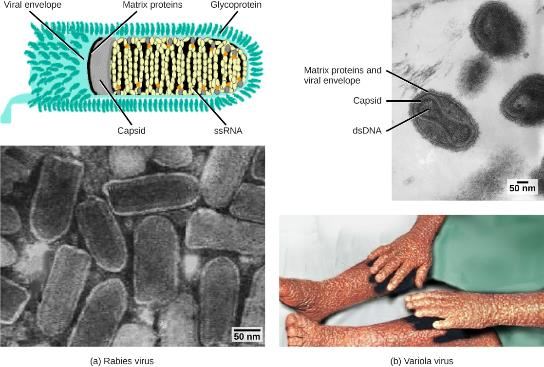 Viral envelope
Matrix proteins
Glycoprotein
Capsid
ssRNA
50 nm
(a) Rabies virus
Matrix proteins and
viral envelope
Capsid
dsDNA
50 nm
(b) Variola virus